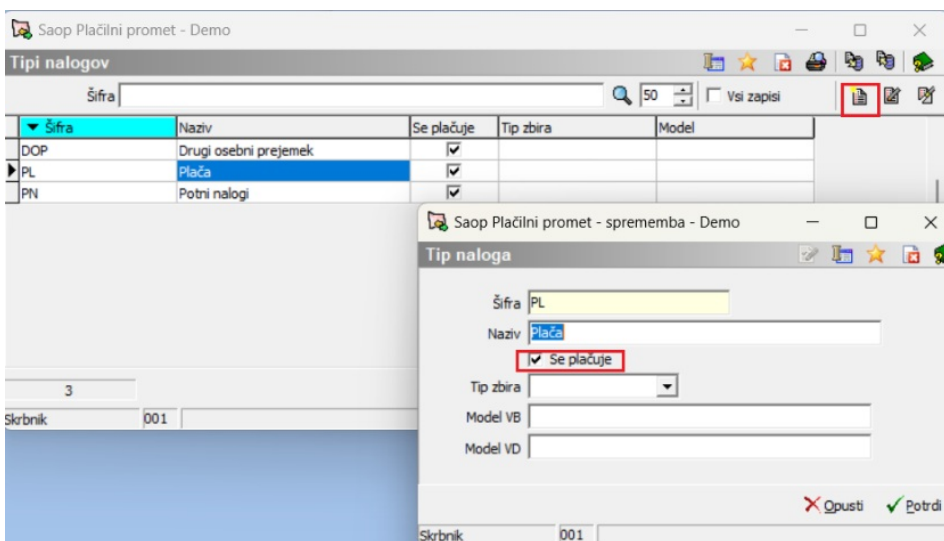 Saop Plačilni promet - Demo
Tipi nalogov
Šifra
50
Vsi zapisi
Šifra Naziv Se plačuje Tip zbira Model
DOP Drugi osebni prejemek
PL Plača
PN Potni nalogi
3
Skrbnik 001
Saop Plačilni promet - sprememba - Demo
Tip naloga
Šifra PL
Naziv Plača
Se plačuje
Tip zbira
Model VB
Model VD
Opusti Potrdi
Skrbnik 001